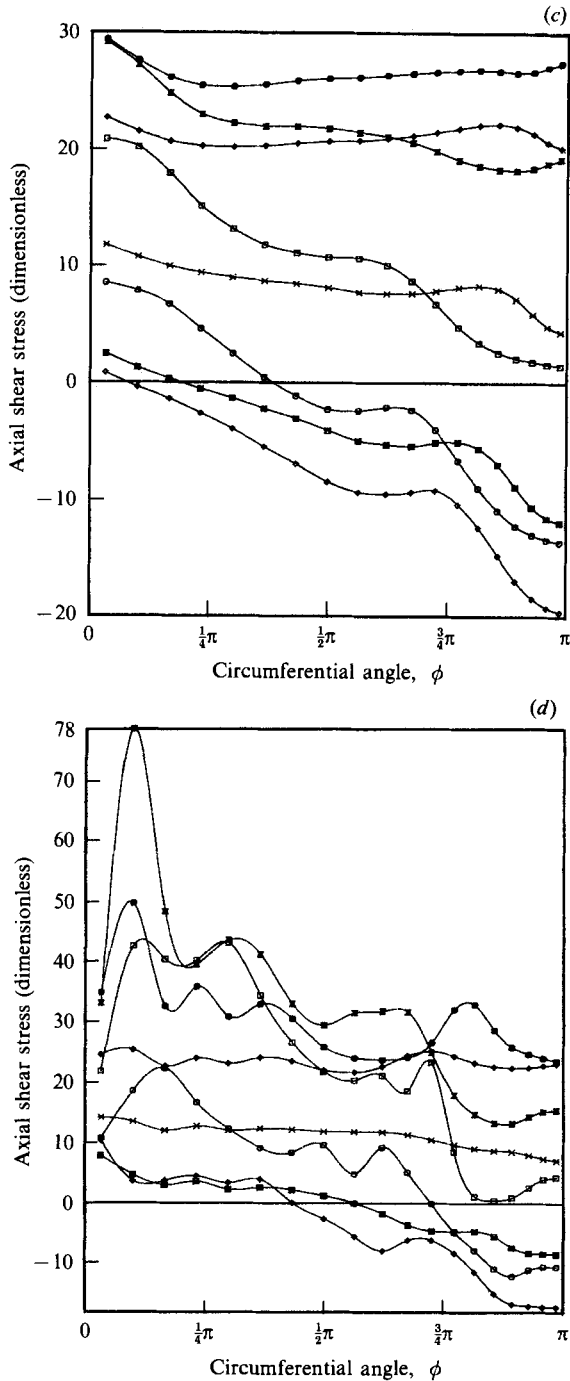 (c)
30
20
10
0
−10
−20
Axial shear stress (dimensionless)
0
¼π
½π
¾π
π
Circumferential angle, ϕ
(d)
78
70
60
50
40
30
20
10
0
−10
Axial shear stress (dimensionless)
0
¼π
½π
¾π
π
Circumferential angle, ϕ